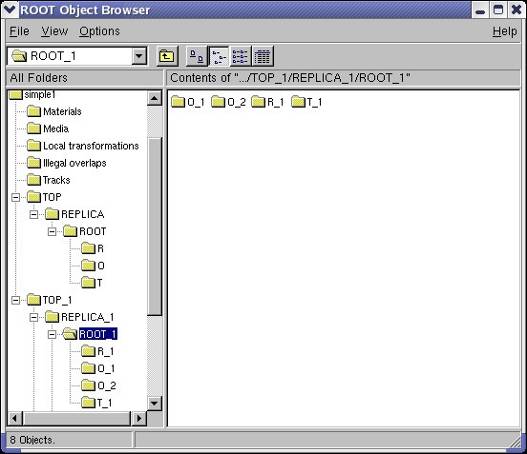 ROOT Object Browser
File View Options Help
ROOT_1
All Folders
Contents of ".../TOP_1/REPLICA_1/ROOT_1"
simple1
Materials
Media
Local transformations
Illegal overlaps
Tracks
TOP
REPLICA
ROOT
R
O
T
TOP_1
REPLICA_1
ROOT_1
R_1
O_1
O_2
T_1
O_1 O_2 R_1 T_1
8 Objects.